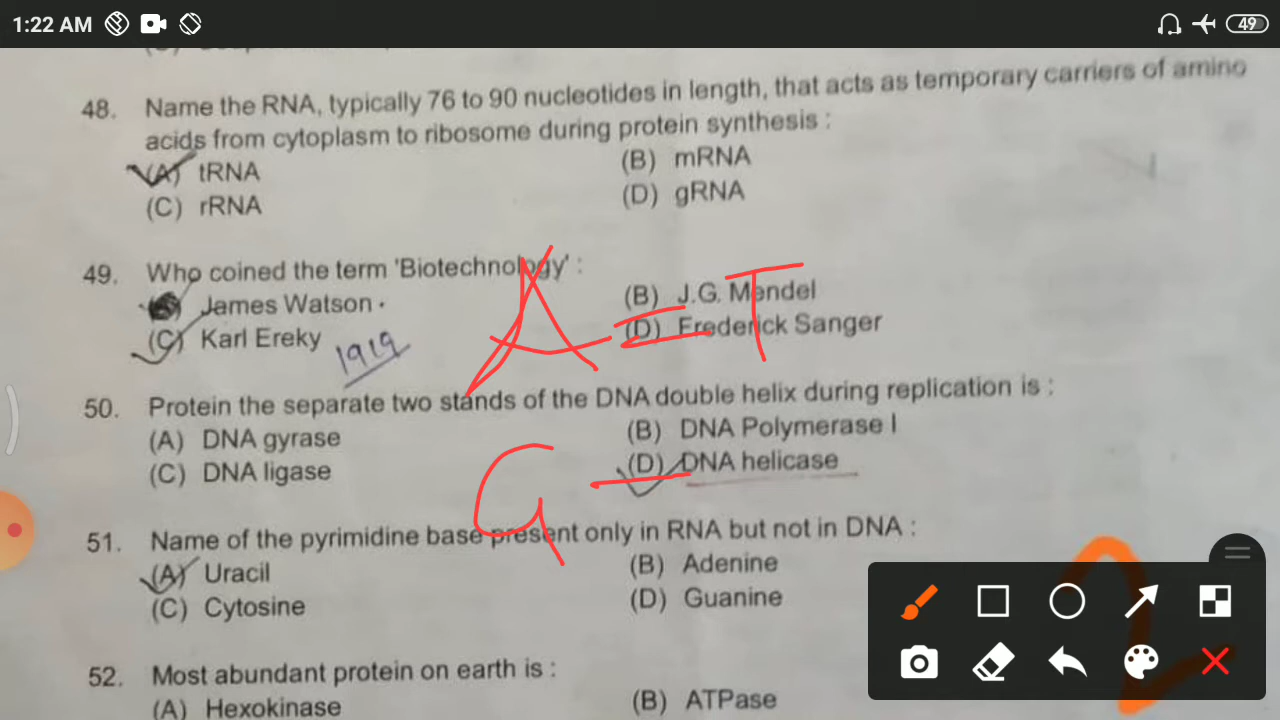 1:22 AM 49
48. Name the RNA, typically 76 to 90 nucleotides in length, that acts as temporary carriers of amino
acids from cytoplasm to ribosome during protein synthesis :
(A) tRNA (B) mRNA
(C) rRNA (D) gRNA
49. Who coined the term 'Biotechnology' :
James Watson (B) J.G. Mendel
(C) Karl Ereky 1919 (D) Frederick Sanger
A = T
50. Protein the separate two stands of the DNA double helix during replication is :
(A) DNA gyrase (B) DNA Polymerase I
(C) DNA ligase (D) DNA helicase
G
51. Name of the pyrimidine base present only in RNA but not in DNA :
(A) Uracil (B) Adenine
(C) Cytosine (D) Guanine
52. Most abundant protein on earth is :
(A) Hexokinase (B) ATPase